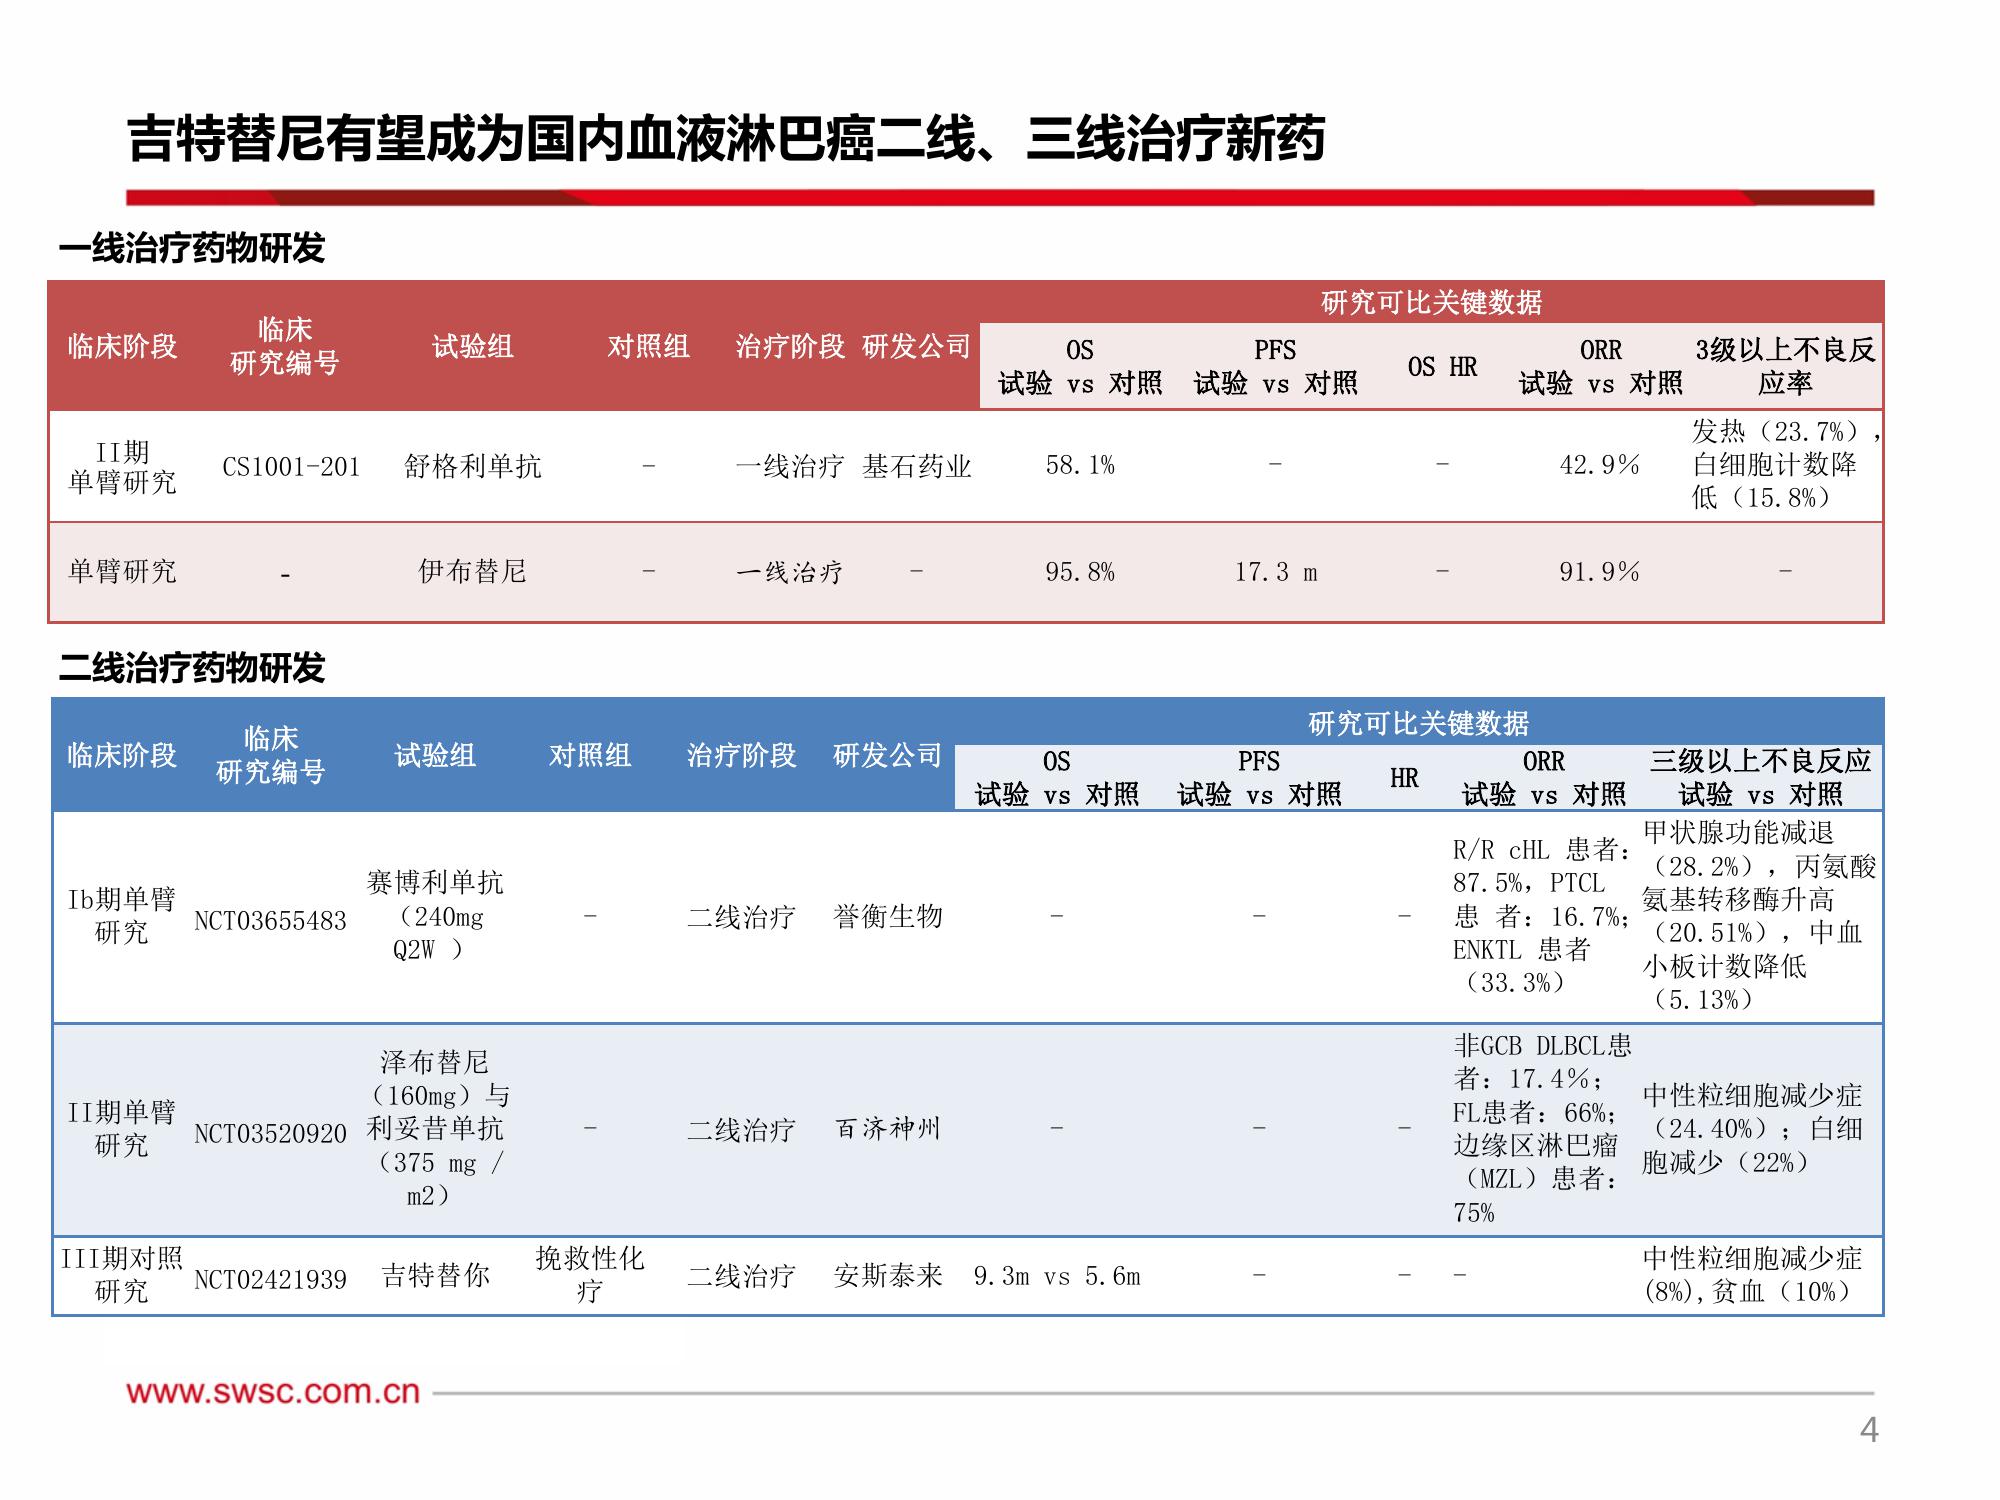 吉特替尼有望成为国内血液淋巴癌二线、三线治疗新药
一线治疗药物研发
临床阶段
临床
研究编号
试验组
对照组
治疗阶段
研发公司
研究可比关键数据
OS
试验 vs 对照
PFS
试验 vs 对照
OS HR
ORR
试验 vs 对照
3级以上不良反
应率
II期
单臂研究
CS1001-201
舒格利单抗
-
一线治疗
基石药业
58.1%
-
-
42.9%
发热（23.7%），
白细胞计数降
低（15.8%）
单臂研究
-
伊布替尼
-
一线治疗
-
95.8%
17.3 m
-
91.9%
-
二线治疗药物研发
临床阶段
临床
研究编号
试验组
对照组
治疗阶段
研发公司
研究可比关键数据
OS
试验 vs 对照
PFS
试验 vs 对照
HR
ORR
试验 vs 对照
三级以上不良反应
试验 vs 对照
Ib期单臂
研究
NCT03655483
赛博利单抗
（240mg
Q2W ）
-
二线治疗
誉衡生物
-
-
-
R/R cHL 患者：
87.5%，PTCL
患 者：16.7%；
ENKTL 患者
（33.3%）
甲状腺功能减退
（28.2%），丙氨酸
氨基转移酶升高
（20.51%），中血
小板计数降低
（5.13%）
II期单臂
研究
NCT03520920
泽布替尼
（160mg）与
利妥昔单抗
（375 mg /
m2）
-
二线治疗
百济神州
-
-
-
非GCB DLBCL患
者：17.4%；
FL患者：66%；
边缘区淋巴瘤
（MZL）患者：
75%
中性粒细胞减少症
（24.40%）；白细
胞减少（22%）
III期对照
研究
NCT02421939
吉特替你
挽救性化
疗
二线治疗
安斯泰来
9.3m vs 5.6m
-
-
-
中性粒细胞减少症
(8%),贫血（10%）
www.swsc.com.cn
4